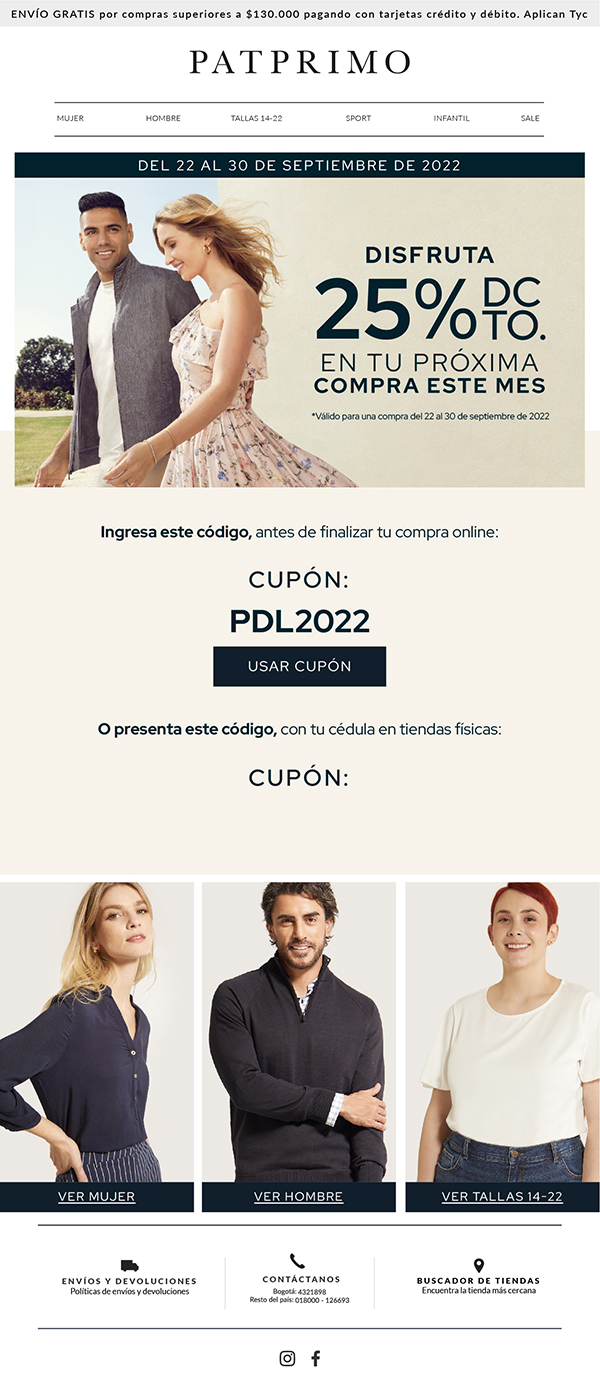 ENVÍO GRATIS por compras superiores a $130.000 pagando con tarjetas crédito y débito. Aplican Tyc
PATPRIMO
MUJER HOMBRE TALLAS 14-22 SPORT INFANTIL SALE
DEL 22 AL 30 DE SEPTIEMBRE DE 2022
DISFRUTA
25% DCTO.
EN TU PRÓXIMA
COMPRA ESTE MES
*Válido para una compra del 22 al 30 de septiembre de 2022
Ingresa este código, antes de finalizar tu compra online:
CUPÓN:
PDL2022
USAR CUPÓN
O presenta este código, con tu cédula en tiendas físicas:
CUPÓN:
VER MUJER VER HOMBRE VER TALLAS 14-22
ENVÍOS Y DEVOLUCIONES
Políticas de envíos y devoluciones
CONTÁCTANOS
Bogotá: 4321898
Resto del país: 018000 - 126693
BUSCADOR DE TIENDAS
Encuentra la tienda más cercana